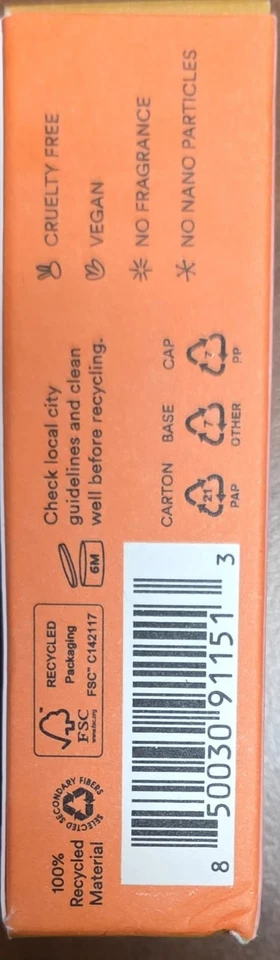 100%
Recycled
Material
SELECTED SECONDARY FIBERS
FSC™
www.fsc.org
RECYCLED
Packaging
FSC™ C142117
6M
Check local city
guidelines and clean
well before recycling.
CRUELTY FREE
VEGAN
NO FRAGRANCE
NO NANO PARTICLES
CARTON BASE CAP
21 7 7
PAP OTHER PP
8 50030 91151 3